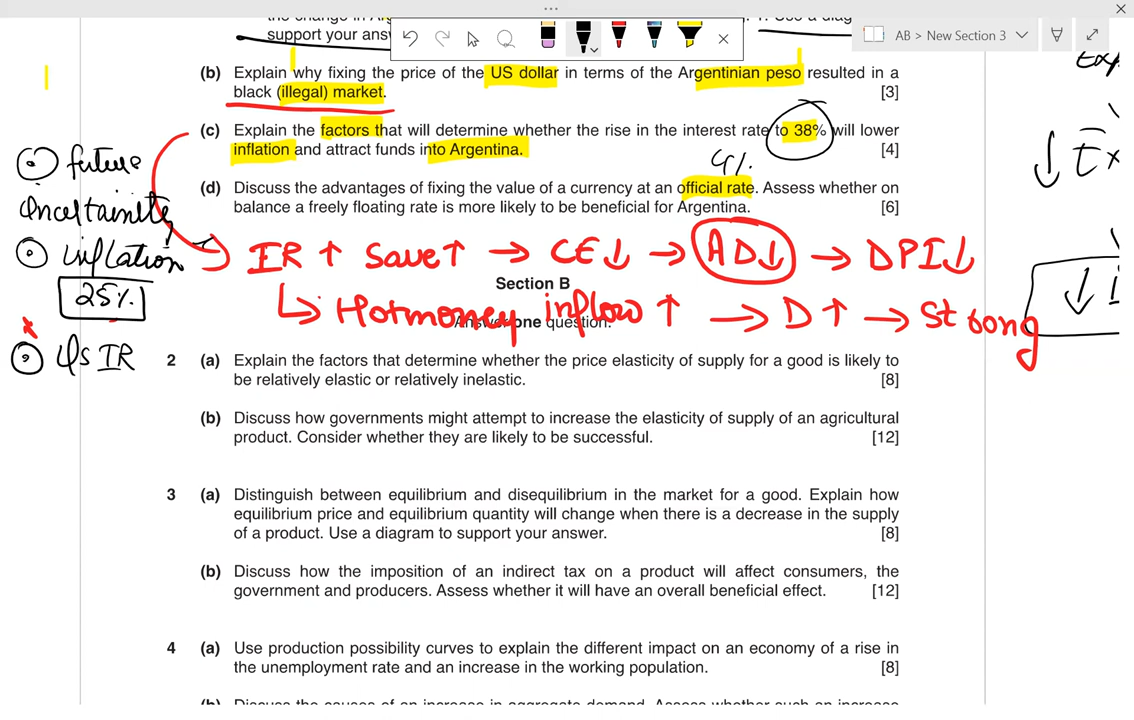 support your ans
AB > New Section 3
(b) Explain why fixing the price of the US dollar in terms of the Argentinian peso resulted in a
black (illegal) market. [3]
(c) Explain the factors that will determine whether the rise in the interest rate to 38% will lower
inflation and attract funds into Argentina. [4]
4%
(d) Discuss the advantages of fixing the value of a currency at an official rate. Assess whether on
balance a freely floating rate is more likely to be beneficial for Argentina. [6]
future
inflation
25%
IR ↑ Save ↑ → CE ↓ → AD ↓ → DPI ↓
Section B
↳ Hotmoney inflow ↑ → D ↑ → Strong
Answer one question.
IR
↓ Ex
↓ i
2 (a) Explain the factors that determine whether the price elasticity of supply for a good is likely to
be relatively elastic or relatively inelastic. [8]
(b) Discuss how governments might attempt to increase the elasticity of supply of an agricultural
product. Consider whether they are likely to be successful. [12]
3 (a) Distinguish between equilibrium and disequilibrium in the market for a good. Explain how
equilibrium price and equilibrium quantity will change when there is a decrease in the supply
of a product. Use a diagram to support your answer. [8]
(b) Discuss how the imposition of an indirect tax on a product will affect consumers, the
government and producers. Assess whether it will have an overall beneficial effect. [12]
4 (a) Use production possibility curves to explain the different impact on an economy of a rise in
the unemployment rate and an increase in the working population. [8]